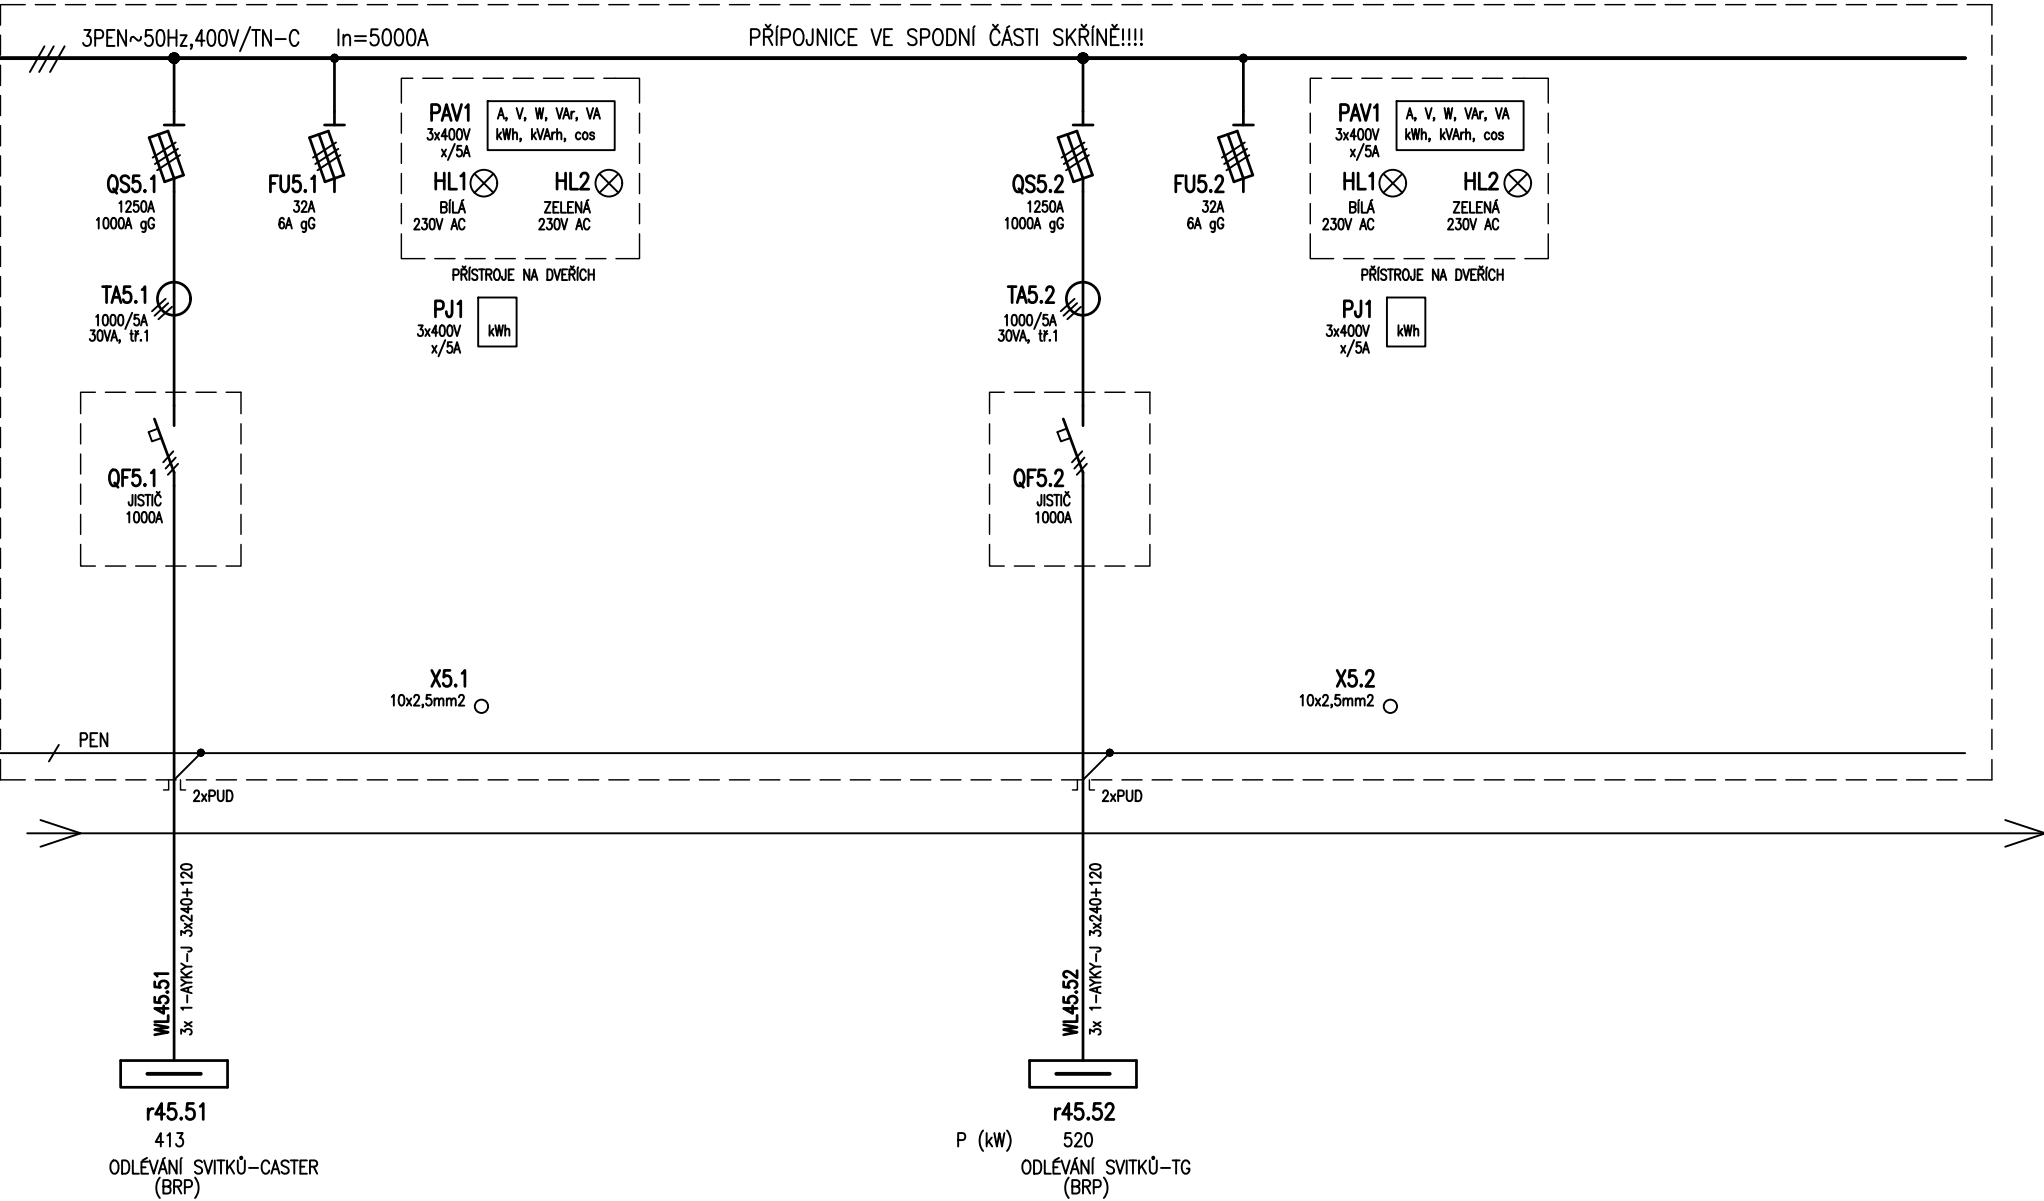 3PEN~50Hz,400V/TN-C In=5000A PŘÍPOJNICE VE SPODNÍ ČÁSTI SKŘÍNĚ!!!!
QS5.1
1250A
1000A gG
FU5.1
32A
6A gG
PAV1
3x400V
x/5A
A, V, W, VAr, VA
kWh, kVArh, cos
HL1
BÍLÁ
230V AC
HL2
ZELENÁ
230V AC
PŘÍSTROJE NA DVEŘÍCH
TA5.1
1000/5A
30VA, tř.1
PJ1
3x400V
x/5A
kWh
QF5.1
JISTIČ
1000A
X5.1
10x2,5mm2
QS5.2
1250A
1000A gG
FU5.2
32A
6A gG
PAV1
3x400V
x/5A
A, V, W, VAr, VA
kWh, kVArh, cos
HL1
BÍLÁ
230V AC
HL2
ZELENÁ
230V AC
PŘÍSTROJE NA DVEŘÍCH
TA5.2
1000/5A
30VA, tř.1
PJ1
3x400V
x/5A
kWh
QF5.2
JISTIČ
1000A
X5.2
10x2,5mm2
PEN
2xPUD
2xPUD
WL45.51
3x 1-AYKY-J 3x240+120
WL45.52
3x 1-AYKY-J 3x240+120
r45.51
413
ODLÉVÁNÍ SVITKŮ-CASTER
(BRP)
r45.52
P (kW) 520
ODLÉVÁNÍ SVITKŮ-TG
(BRP)